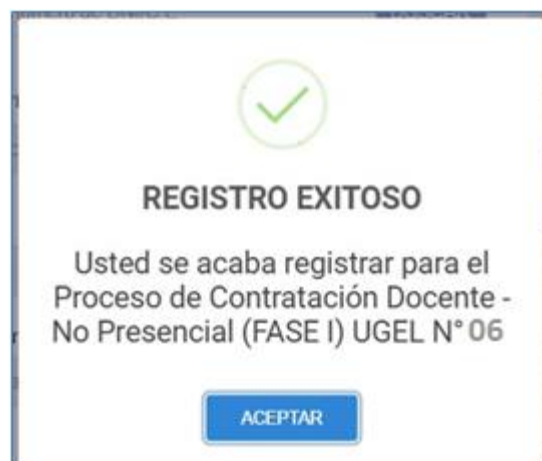 REGISTRO EXITOSO
Usted se acaba registrar para el
Proceso de Contratación Docente -
No Presencial (FASE I) UGEL N° 06
ACEPTAR